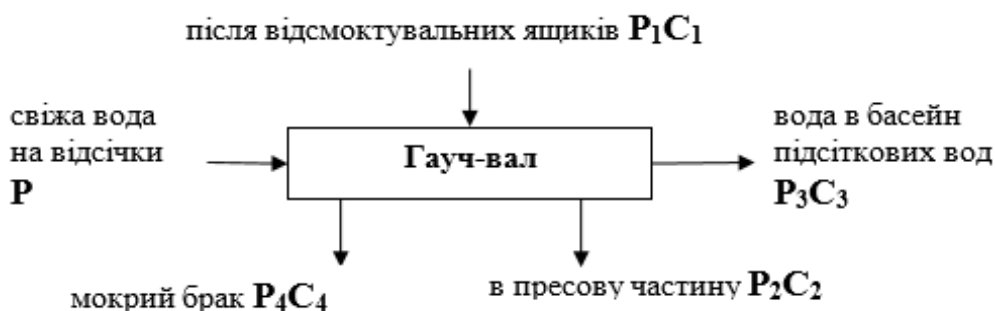 після відсмоктувальних ящиків P₁C₁
свіжа вода
на відсічки
P
Гауч-вал
вода в басейн
підсіткових вод
P₃C₃
мокрий брак P₄C₄
в пресову частину P₂C₂